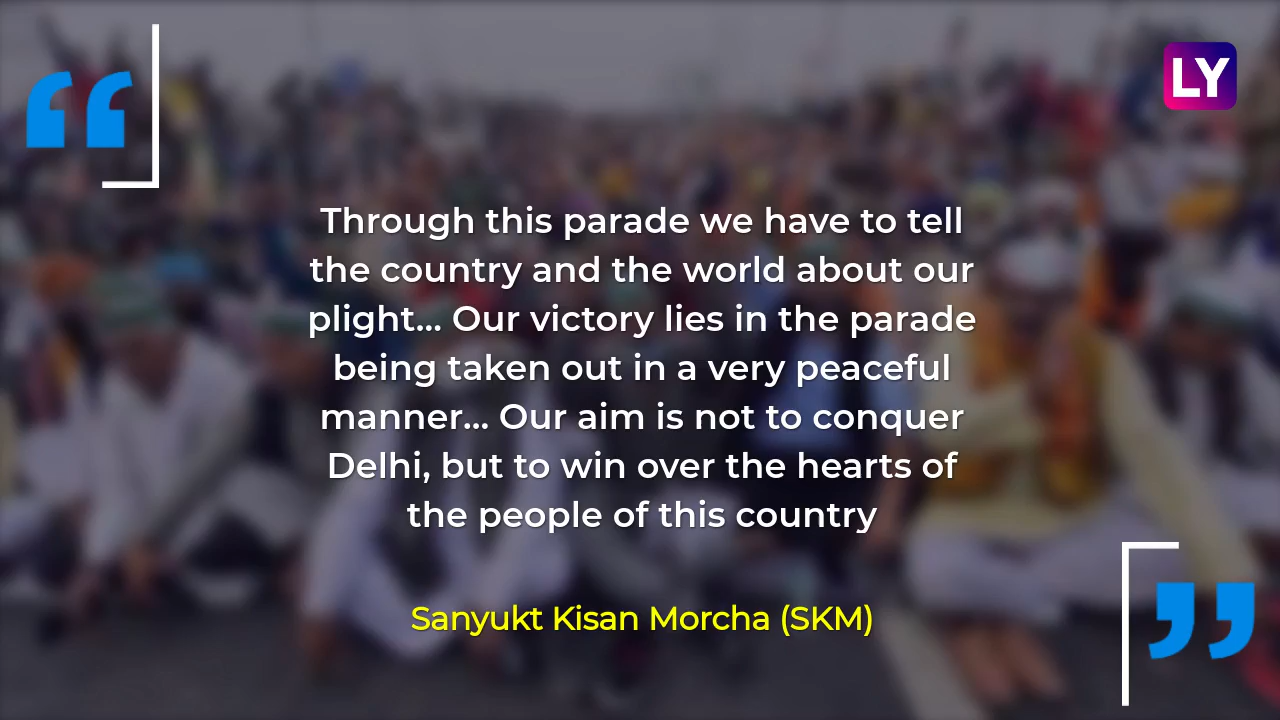 “
LY
Through this parade we have to tell
the country and the world about our
plight... Our victory lies in the parade
being taken out in a very peaceful
manner... Our aim is not to conquer
Delhi, but to win over the hearts of
the people of this country
Sanyukt Kisan Morcha (SKM)
”